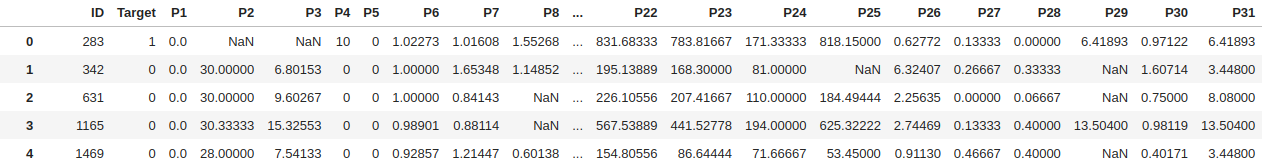 ID Target P1 P2 P3 P4 P5 P6 P7 P8 ... P22 P23 P24 P25 P26 P27 P28 P29 P30 P31
0 283 1 0.0 NaN NaN 10 0 1.02273 1.01608 1.55268 ... 831.68333 783.81667 171.33333 818.15000 0.62772 0.13333 0.00000 6.41893 0.97122 6.41893
1 342 0 0.0 30.00000 6.80153 0 0 1.00000 1.65348 1.14852 ... 195.13889 168.30000 81.00000 NaN 6.32407 0.26667 0.33333 NaN 1.60714 3.44800
2 631 0 0.0 30.00000 9.60267 0 0 1.00000 0.84143 NaN ... 226.10556 207.41667 110.00000 184.49444 2.25635 0.00000 0.06667 NaN 0.75000 8.08000
3 1165 0 0.0 30.33333 15.32553 0 0 0.98901 0.88114 NaN ... 567.53889 441.52778 194.00000 625.32222 2.74469 0.13333 0.40000 13.50400 0.98119 13.50400
4 1469 0 0.0 28.00000 7.54133 0 0 0.92857 1.21447 0.60138 ... 154.80556 86.64444 71.66667 53.45000 0.91130 0.46667 0.40000 NaN 0.40171 3.44800